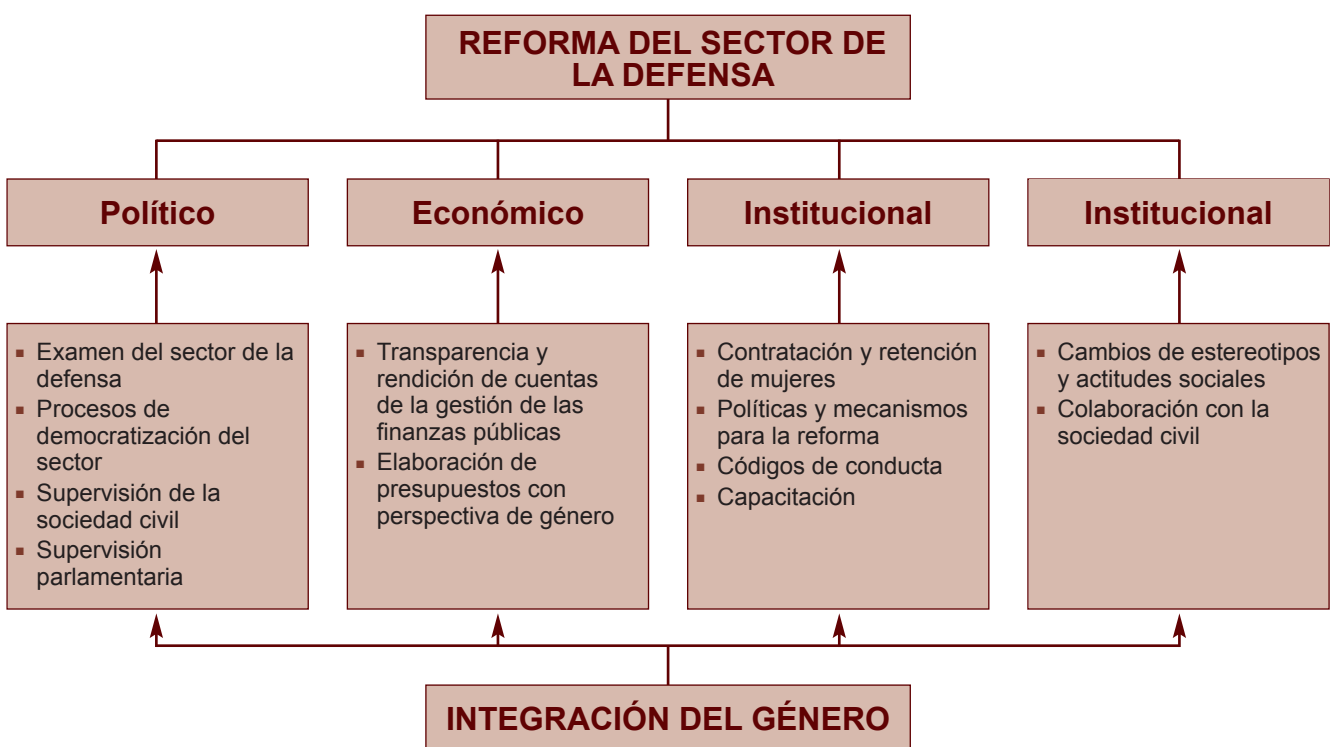 REFORMA DEL SECTOR DE
LA DEFENSA
Político
Económico
Institucional
Institucional
▪ Examen del sector de la
defensa
▪ Procesos de
democratización del
sector
▪ Supervisión de la
sociedad civil
▪ Supervisión
parlamentaria
▪ Transparencia y
rendición de cuentas
de la gestión de las
finanzas públicas
▪ Elaboración de
presupuestos con
perspectiva de género
▪ Contratación y retención
de mujeres
▪ Políticas y mecanismos
para la reforma
▪ Códigos de conducta
▪ Capacitación
▪ Cambios de estereotipos
y actitudes sociales
▪ Colaboración con la
sociedad civil
INTEGRACIÓN DEL GÉNERO